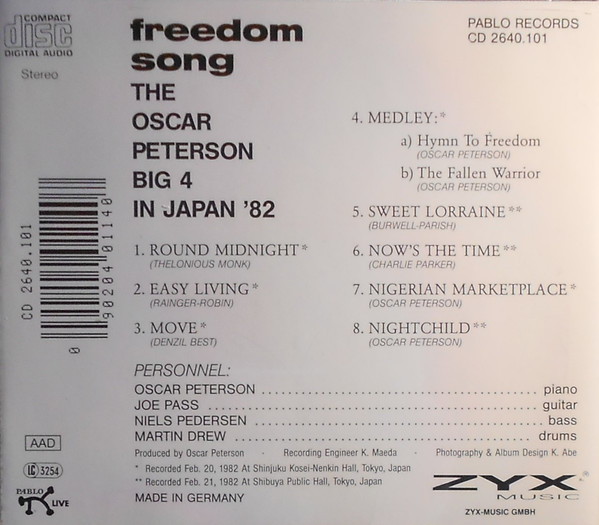 COMPACT
disc
DIGITAL AUDIO
Stereo
freedom
song
THE
OSCAR
PETERSON
BIG 4
IN JAPAN '82
PABLO RECORDS
CD 2640.101
1. ROUND MIDNIGHT*
(THELONIOUS MONK)
2. EASY LIVING*
(RAINGER-ROBIN)
3. MOVE*
(DENZIL BEST)
4. MEDLEY:*
a) Hymn To Freedom
(OSCAR PETERSON)
b) The Fallen Warrior
(OSCAR PETERSON)
5. SWEET LORRAINE**
(BURWELL-PARISH)
6. NOW'S THE TIME**
(CHARLIE PARKER)
7. NIGERIAN MARKETPLACE*
(OSCAR PETERSON)
8. NIGHTCHILD**
(OSCAR PETERSON)
CD 2640.101
0 90204 01140
PERSONNEL:
OSCAR PETERSON piano
JOE PASS guitar
NIELS PEDERSEN bass
MARTIN DREW drums
Produced by Oscar Peterson · Recording Engineer K. Maeda · Photography & Album Design K. Abe
* Recorded Feb. 20, 1982 At Shinjuku Kosei-Nenkin Hall, Tokyo, Japan
** Recorded Feb. 21, 1982 At Shibuya Public Hall, Tokyo, Japan
MADE IN GERMANY
AAD
LC 3254
PABLO LIVE
ZYX
MUSIC
ZYX-MUSIC GMBH